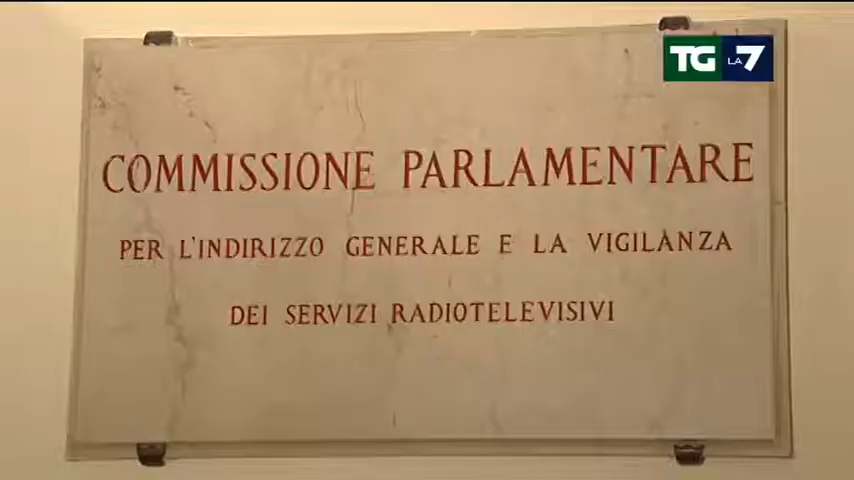 TG LA 7
COMMISSIONE PARLAMENTARE
PER L'INDIRIZZO GENERALE E LA VIGILANZA
DEI SERVIZI RADIOTELEVISIVI